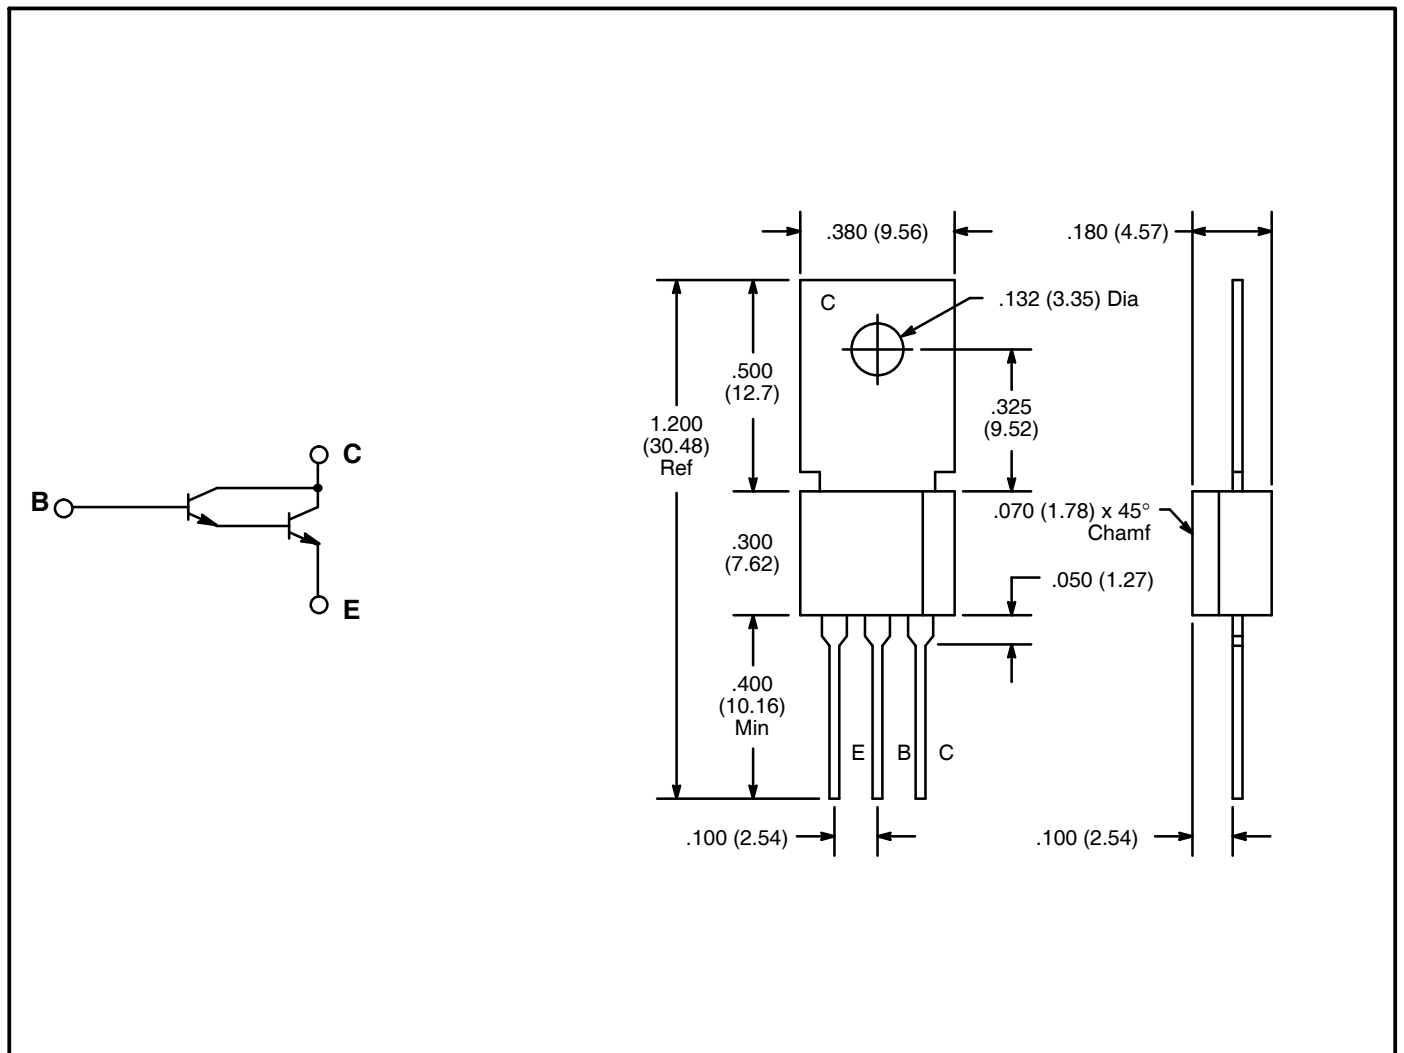 .380 (9.56)
.180 (4.57)
C
.132 (3.35) Dia
.500
(12.7)
.325
(9.52)
1.200
(30.48)
Ref
C
B
E
.070 (1.78) x 45°
Chamf
.300
(7.62)
.050 (1.27)
.400
(10.16)
Min
E B C
.100 (2.54)
.100 (2.54)